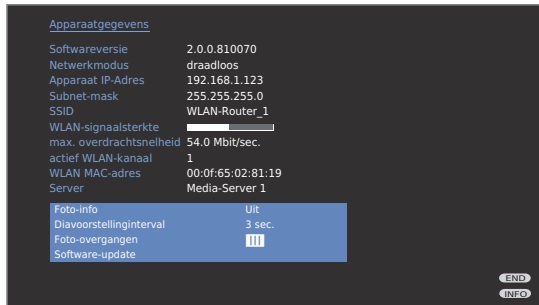 Apparaatgegevens
Softwareversie 2.0.0.810070
Netwerkmodus draadloos
Apparaat IP-Adres 192.168.1.123
Subnet-mask 255.255.255.0
SSID WLAN-Router_1
WLAN-signaalsterkte
max. overdrachtsnelheid 54.0 Mbit/sec.
actief WLAN-kanaal 1
WLAN MAC-adres 00:0f:65:02:81:19
Server Media-Server 1
Foto-info Uit
Diavoorstellinginterval 3 sec.
Foto-overgangen
Software-update
END
INFO